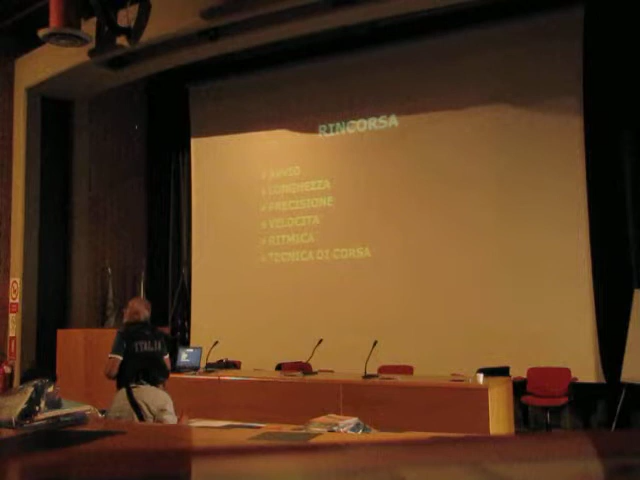 RINCORSA
AVVIO
LUNGHEZZA
PRECISIONE
VELOCITA
RITMICA
TECNICA DI CORSA
ITALIA